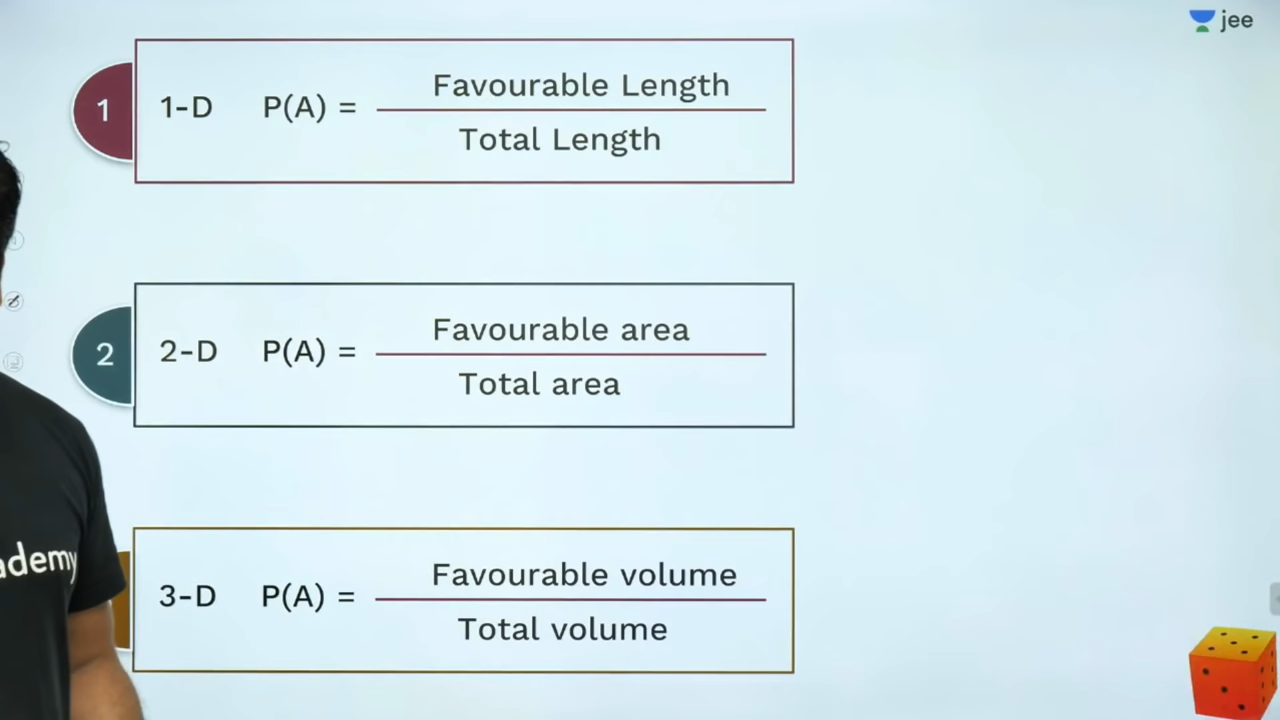 jee
1
1-D P(A) = Favourable Length
Total Length
2
2-D P(A) = Favourable area
Total area
3-D P(A) = Favourable volume
Total volume
ademy